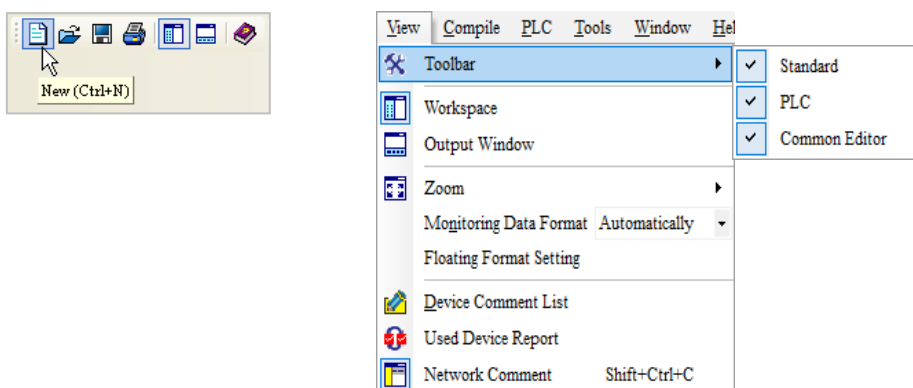 New (Ctrl+N)
View Compile PLC Tools Window
Toolbar
Standard
PLC
Common Editor
Workspace
Output Window
Zoom
Monitoring Data Format Automatically
Floating Format Setting
Device Comment List
Used Device Report
Network Comment Shift+Ctrl+C